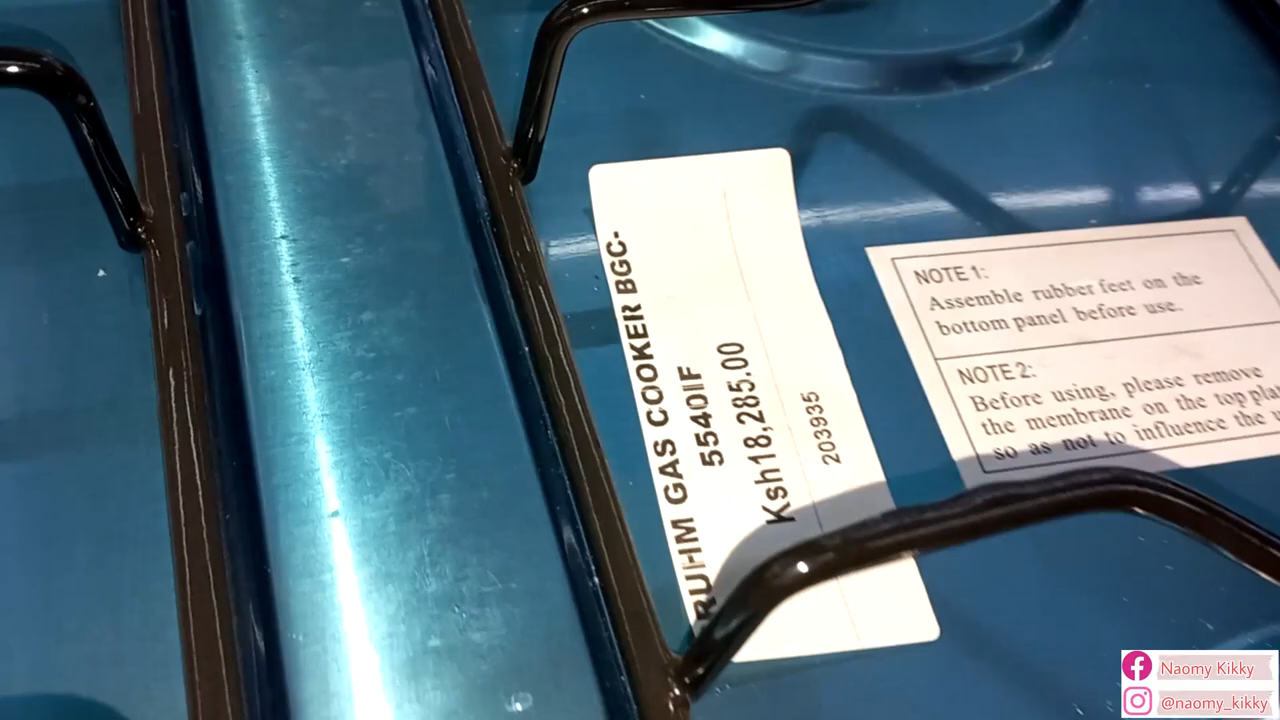 RUHM GAS COOKER BGC-
5540IIF
Ksh18,285.00
203935
NOTE 1:
Assemble rubber feet on the
bottom panel before use.
NOTE 2:
Before using, please remove
the membrane on the top
so as not to influence the
Naomy Kikky
@naomy_kikky